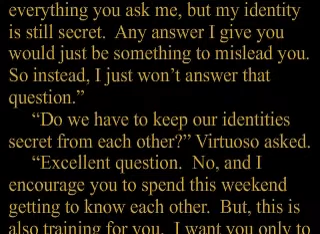 everything you ask me, but my identity
is still secret.  Any answer I give you
would just be something to mislead you.
So instead, I just won’t answer that
question.”
“Do we have to keep our identities
secret from each other?” Virtuoso asked.
“Excellent question.  No, and I
encourage you to spend this weekend
getting to know each other.  But, this is
also training for you.  I want you only to